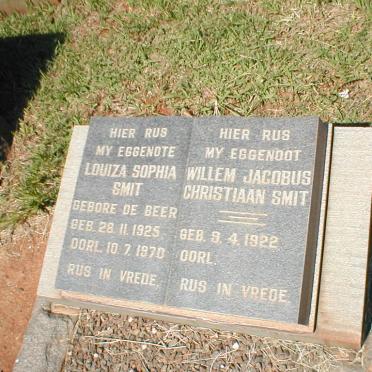 HIER RUS
MY EGGENOTE
LOUIZA SOPHIA
SMIT
GEBORE DE BEER
GEB. 28.11.1925
OORL. 10.7.1970
RUS IN VREDE.
HIER RUS
MY EGGENOOT
WILLEM JACOBUS
CHRISTIAAN SMIT
GEB. 9.4.1922
OORL.
RUS IN VREDE.